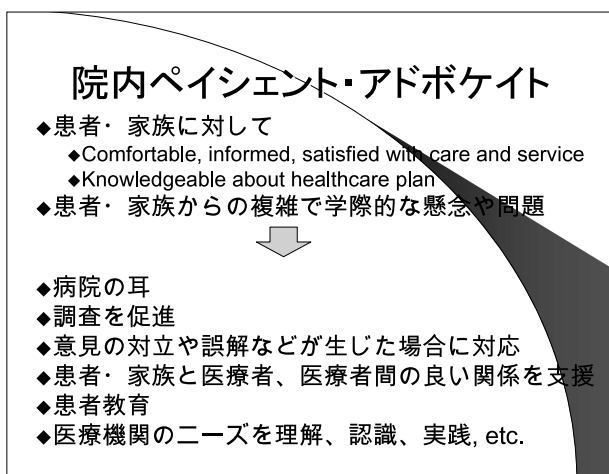 院内ペイシェント・アドボケイト
◆患者・家族に対して
◆Comfortable, informed, satisfied with care and service
◆Knowledgeable about healthcare plan
◆患者・家族からの複雑で学際的な懸念や問題
◆病院の耳
◆調査を促進
◆意見の対立や誤解などが生じた場合に対応
◆患者・家族と医療者、医療者間の良い関係を支援
◆患者教育
◆医療機関のニーズを理解、認識、実践, etc.